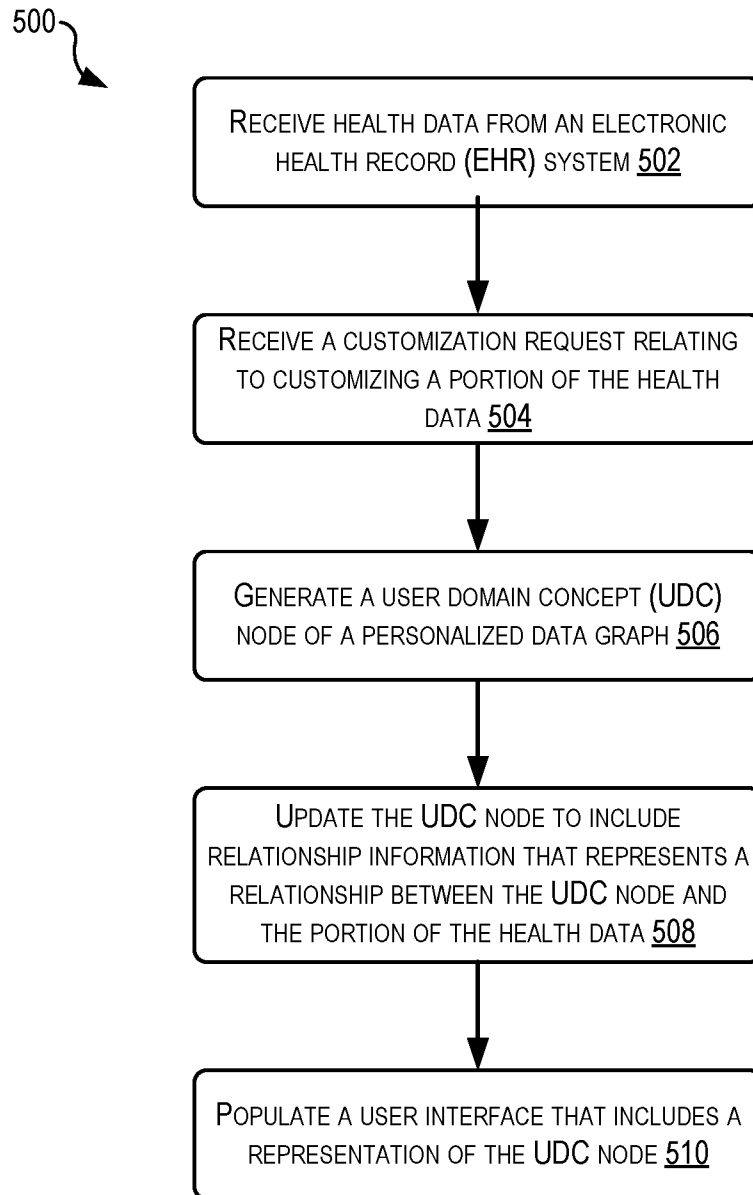 500
RECEIVE HEALTH DATA FROM AN ELECTRONIC
HEALTH RECORD (EHR) SYSTEM 502
RECEIVE A CUSTOMIZATION REQUEST RELATING
TO CUSTOMIZING A PORTION OF THE HEALTH
DATA 504
GENERATE A USER DOMAIN CONCEPT (UDC)
NODE OF A PERSONALIZED DATA GRAPH 506
UPDATE THE UDC NODE TO INCLUDE
RELATIONSHIP INFORMATION THAT REPRESENTS A
RELATIONSHIP BETWEEN THE UDC NODE AND
THE PORTION OF THE HEALTH DATA 508
POPULATE A USER INTERFACE THAT INCLUDES A
REPRESENTATION OF THE UDC NODE 510